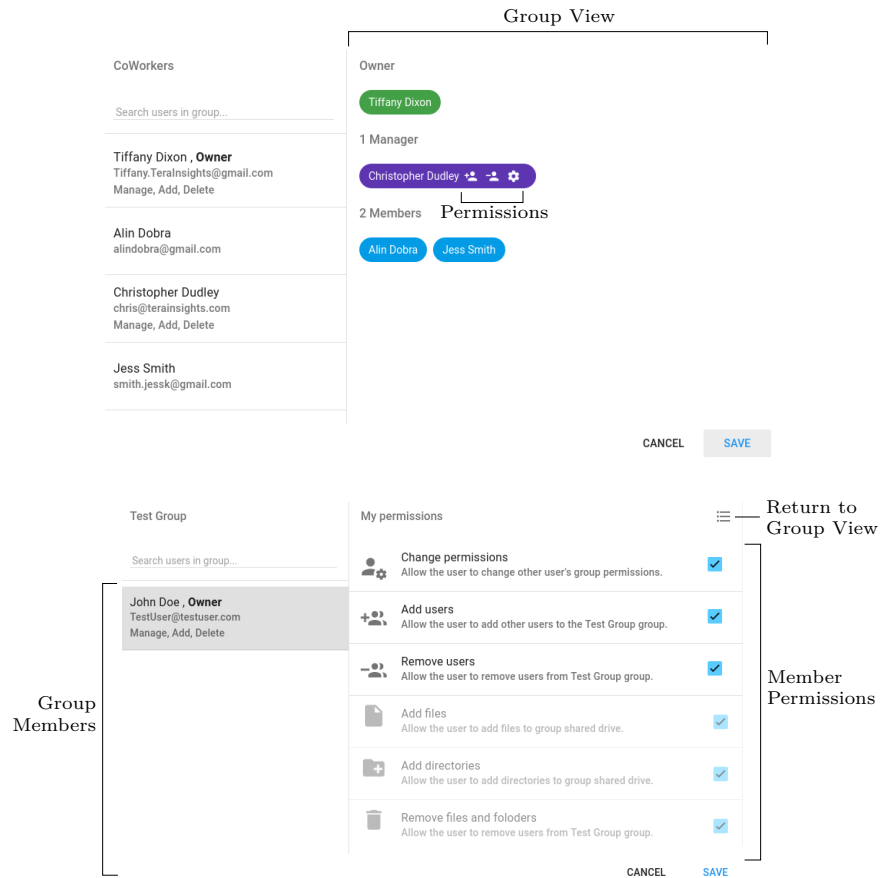 Group View
CoWorkers
Search users in group...
Tiffany Dixon , Owner
Tiffany.TeraInsights@gmail.com
Manage, Add, Delete
Alin Dobra
alindobra@gmail.com
Christopher Dudley
chris@terainsights.com
Manage, Add, Delete
Jess Smith
smith.jessk@gmail.com
Owner
Tiffany Dixon
1 Manager
Christopher Dudley
Permissions
2 Members
Alin Dobra
Jess Smith
CANCEL
SAVE
Test Group
Search users in group...
John Doe , Owner
TestUser@testuser.com
Manage, Add, Delete
Group
Members
My permissions
Return to
Group View
Change permissions
Allow the user to change other user's group permissions.
Add users
Allow the user to add other users to the Test Group group.
Remove users
Allow the user to remove users from Test Group group.
Add files
Allow the user to add files to group shared drive.
Add directories
Allow the user to add directories to group shared drive.
Remove files and foloders
Allow the user to remove users from Test Group group.
Member
Permissions
CANCEL
SAVE